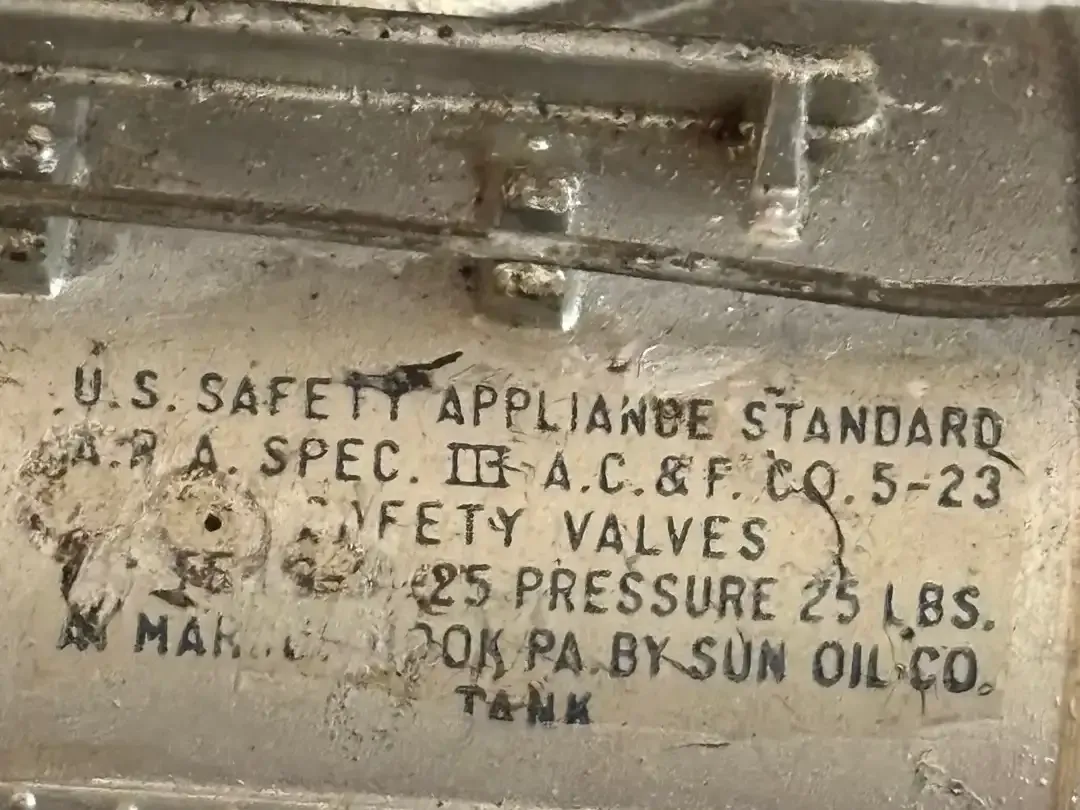 U.S. SAFETY APPLIANCE STANDARD
A.R.A. SPEC. III A.C.&F. CO. 5-23
SAFETY VALVES
25 PRESSURE 25 LBS.
PA. BY SUN OIL CO.
TANK